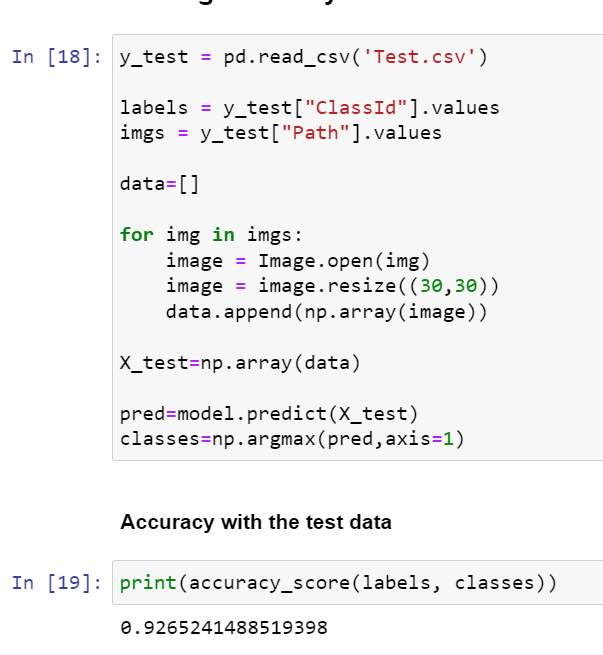 In [18]: y_test = pd.read_csv('Test.csv')
labels = y_test["ClassId"].values
imgs = y_test["Path"].values
data=[]
for img in imgs:
    image = Image.open(img)
    image = image.resize((30,30))
    data.append(np.array(image))
X_test=np.array(data)
pred=model.predict(X_test)
classes=np.argmax(pred,axis=1)
Accuracy with the test data
In [19]: print(accuracy_score(labels, classes))
0.9265241488519398